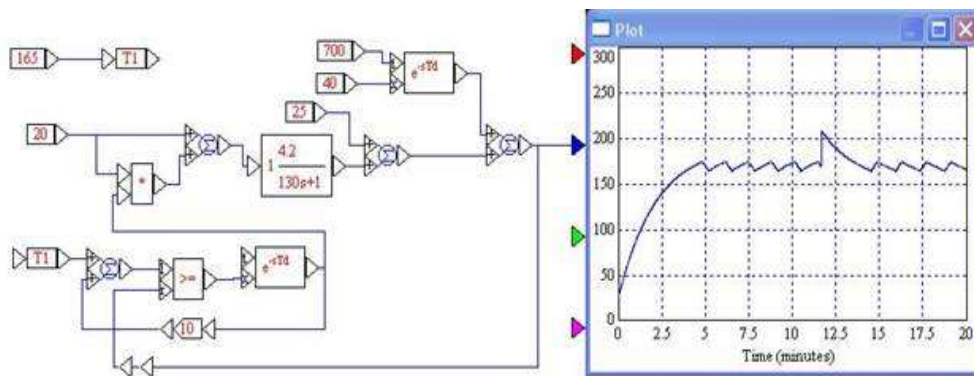 165
T1
700
40
e^-sTd
25
20
Σ
4.2
1
130s+1
Σ
Σ
*
T1
Σ
>=
e^-sTd
10
Plot
300
250
200
150
100
50
0
0 2.5 5 7.5 10 12.5 15 17.5 20
Time (minutes)